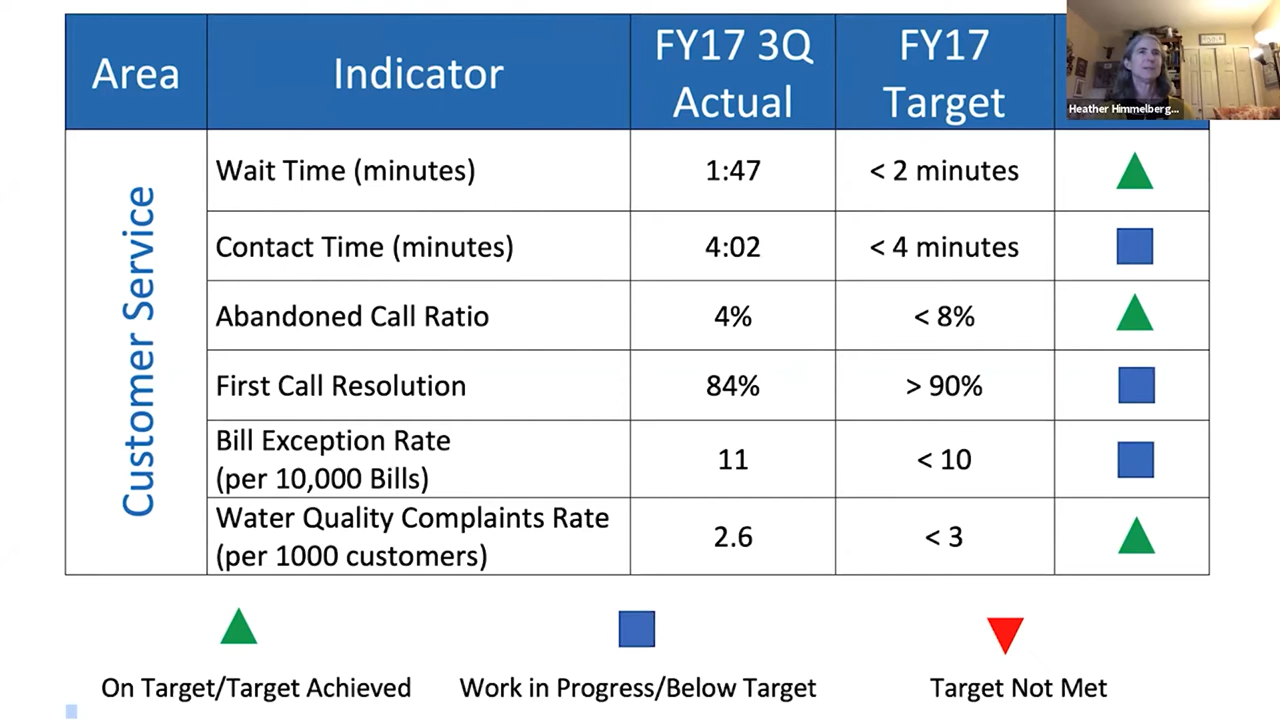 Area
Indicator
FY17 3Q
Actual
FY17
Target
Heather Himmelberg...
Customer Service
Wait Time (minutes)
1:47
< 2 minutes
Contact Time (minutes)
4:02
< 4 minutes
Abandoned Call Ratio
4%
< 8%
First Call Resolution
84%
> 90%
Bill Exception Rate
(per 10,000 Bills)
11
< 10
Water Quality Complaints Rate
(per 1000 customers)
2.6
< 3
On Target/Target Achieved
Work in Progress/Below Target
Target Not Met